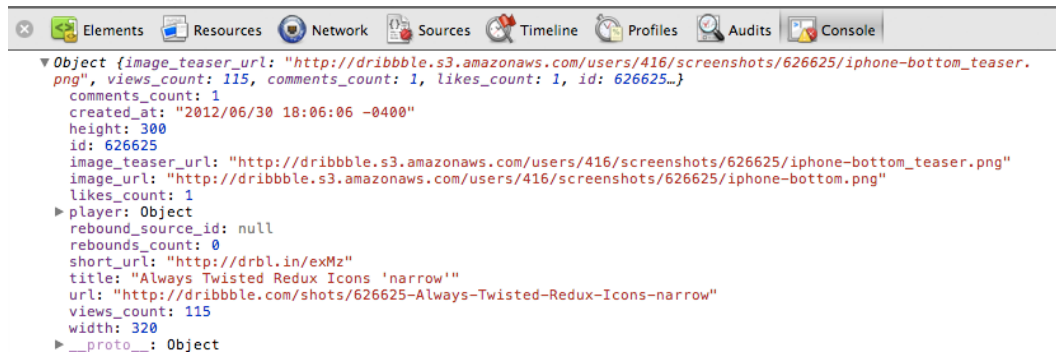 Elements Resources Network Sources Timeline Profiles Audits Console
▼ Object {image_teaser_url: "http://dribbble.s3.amazonaws.com/users/416/screenshots/626625/iphone-bottom_teaser.
png", views_count: 115, comments_count: 1, likes_count: 1, id: 626625…}
comments_count: 1
created_at: "2012/06/30 18:06:06 -0400"
height: 300
id: 626625
image_teaser_url: "http://dribbble.s3.amazonaws.com/users/416/screenshots/626625/iphone-bottom_teaser.png"
image_url: "http://dribbble.s3.amazonaws.com/users/416/screenshots/626625/iphone-bottom.png"
likes_count: 1
▶ player: Object
rebound_source_id: null
rebounds_count: 0
short_url: "http://drbl.in/exMz"
title: "Always Twisted Redux Icons 'narrow'"
url: "http://dribbble.com/shots/626625-Always-Twisted-Redux-Icons-narrow"
views_count: 115
width: 320
▶ __proto__: Object